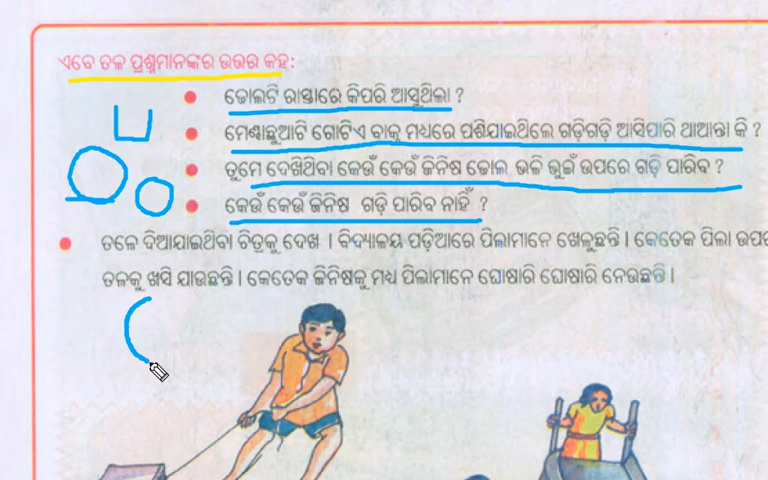 ଏବେ ତଳ ପ୍ରଶ୍ନମାନଙ୍କର ଉତ୍ତର କହ:
ଢୋଲଟି ରାସ୍ତାରେ କିପରି ଆସୁଥିଲା ?
ମେଣ୍ଢାଛୁଆଟି ଗୋଟିଏ ବାକ୍ସ ମଧ୍ୟରେ ପଶିଯାଇଥିଲେ ଗଡ଼ିଗଡ଼ି ଆସିପାରି ଥାଆନ୍ତା କି ?
ତୁମେ ଦେଖିଥିବା କେଉଁ କେଉଁ ଜିନିଷ ଢୋଲ ଭଳି ଭୁଇଁ ଉପରେ ଗଡ଼ି ପାରିବ ?
କେଉଁ କେଉଁ ଜିନିଷ ଗଡ଼ି ପାରିବ ନାହିଁ ?
ତଳେ ଦିଆଯାଇଥିବା ଚିତ୍ରକୁ ଦେଖ । ବିଦ୍ୟାଳୟ ପଡ଼ିଆରେ ପିଲାମାନେ ଖେଳୁଛନ୍ତି । କେତେକ ପିଲା
ତଳକୁ ଖସି ଯାଉଛନ୍ତି । କେତେକ ଜିନିଷକୁ ମଧ୍ୟ ପିଲାମାନେ ଘୋଷାରି ଘୋଷାରି ନେଉଛନ୍ତି ।